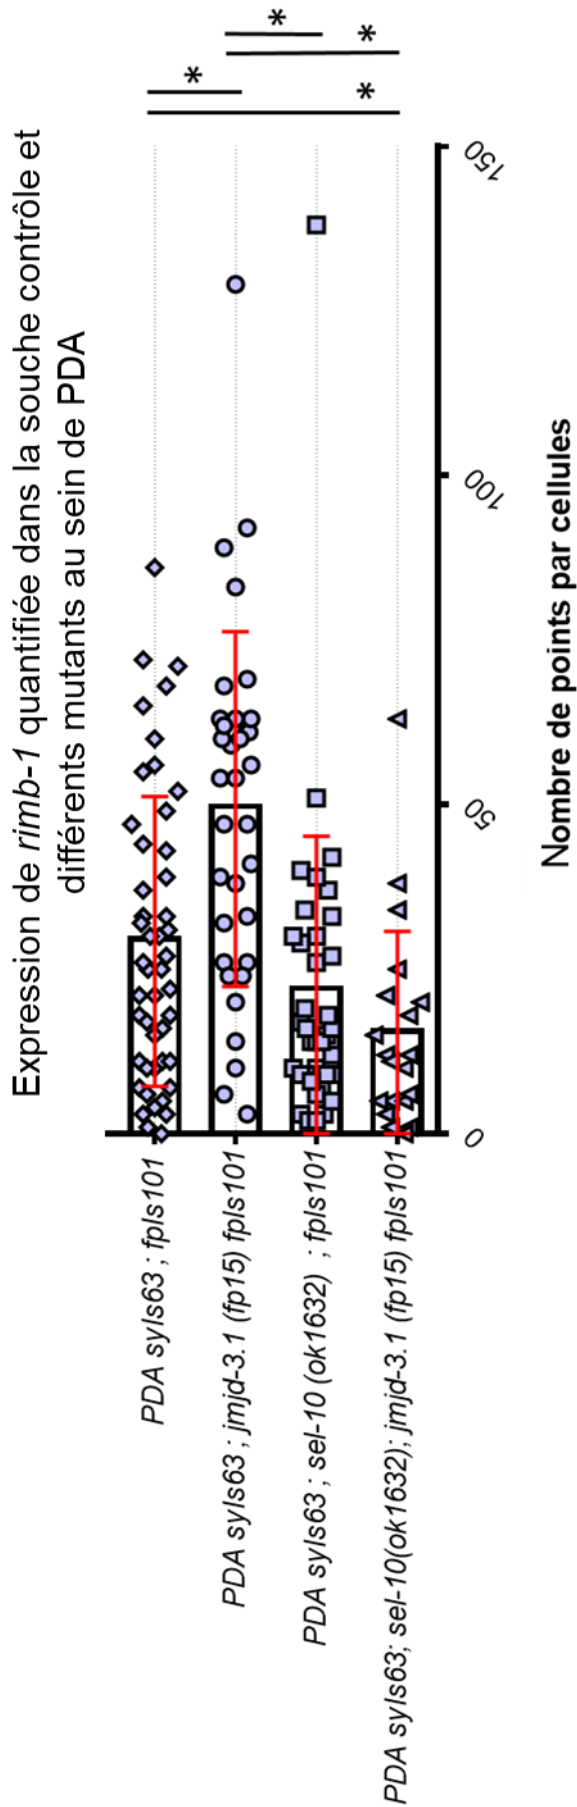 Expression de rimb-1 quantifiée dans la souche contrôle et
différents mutants au sein de PDA
*
*
*
*
PDA syIs63 ; fpIs101
PDA syIs63 ; jmjd-3.1 (fp15) fpIs101
PDA syIs63 ; sel-10 (ok1632) ; fpIs101
PDA syIs63; sel-10(ok1632); jmjd-3.1 (fp15) fpIs101
0
50
100
150
Nombre de points par cellules